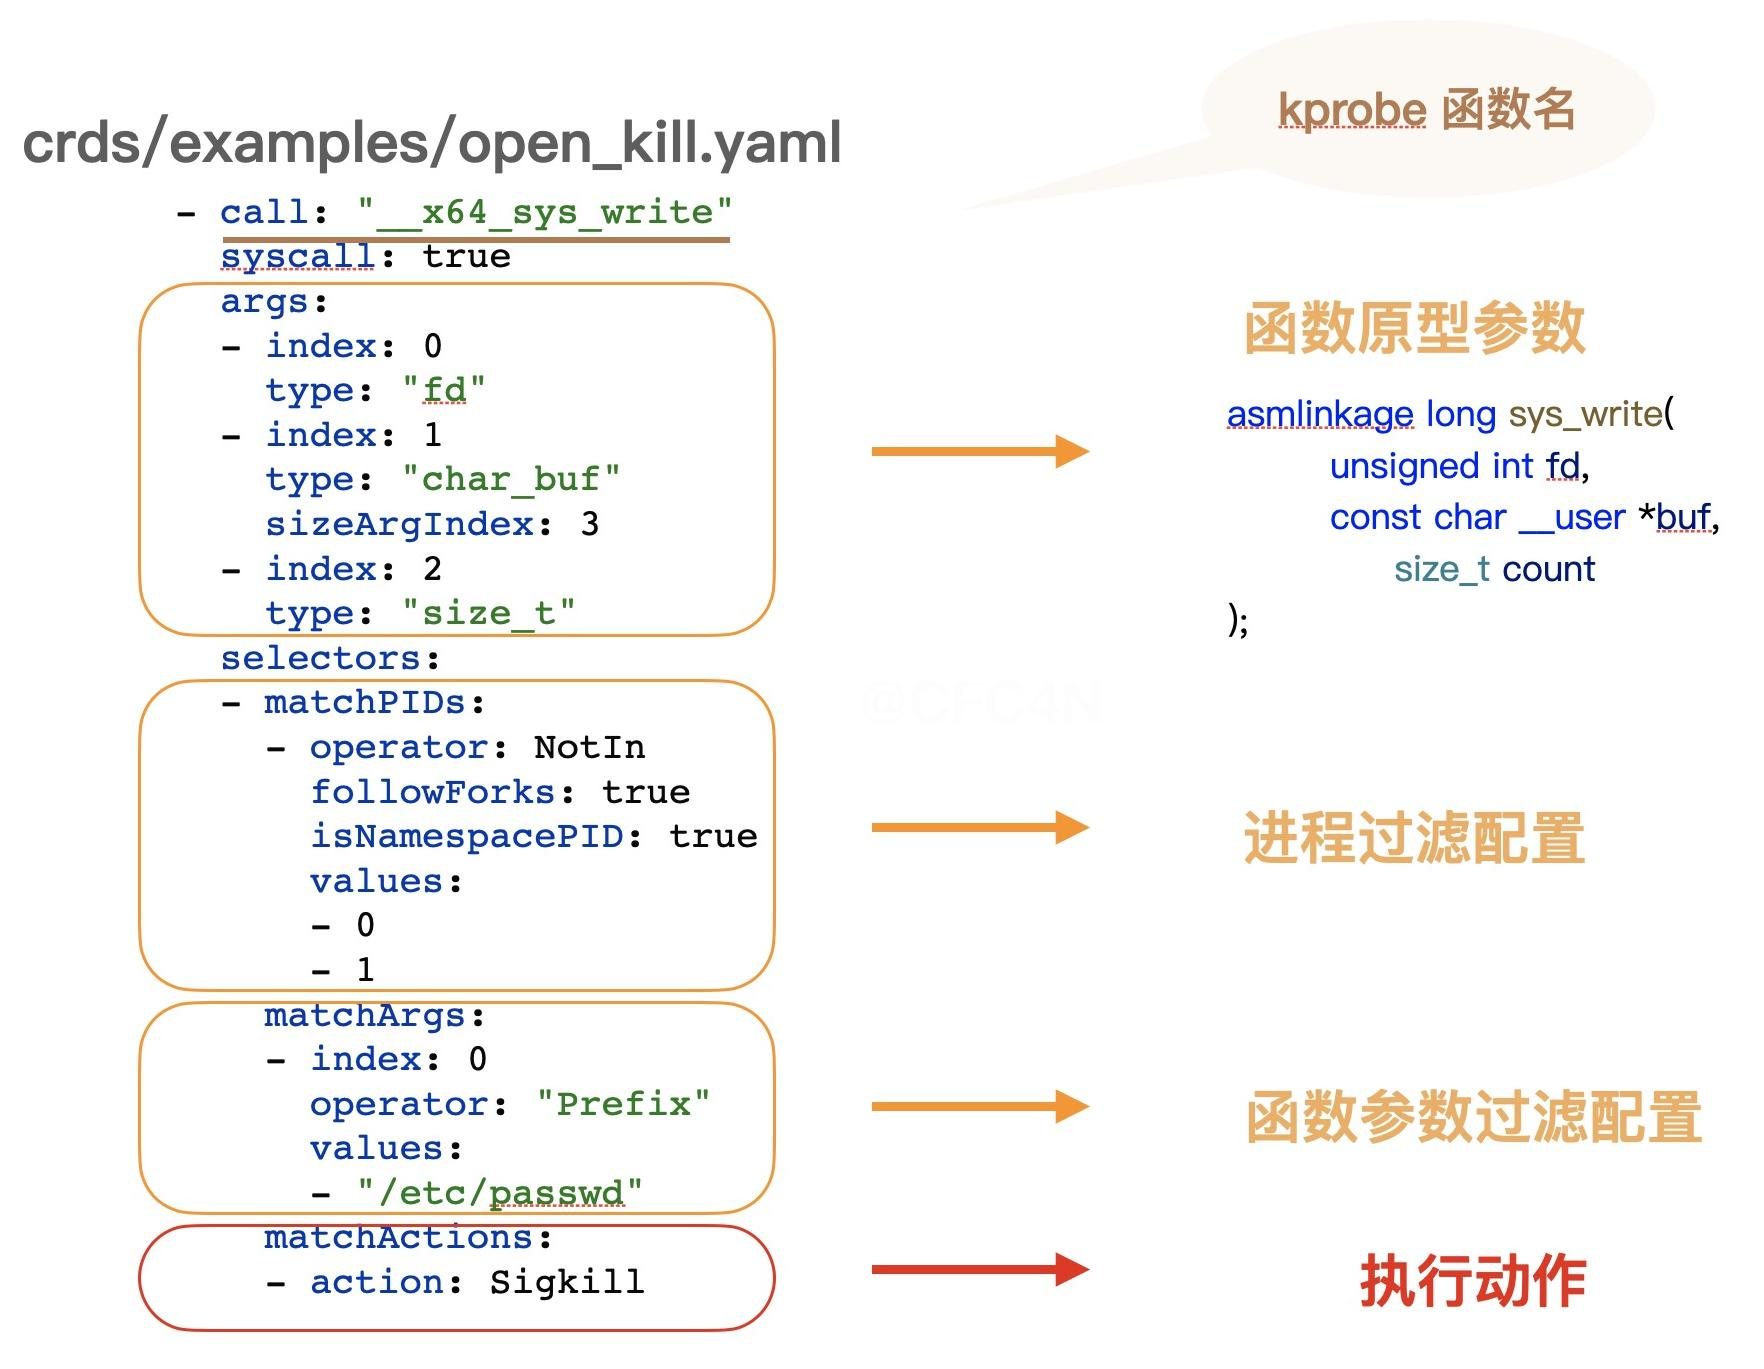 kprobe 函数名
crds/examples/open_kill.yaml
- call: "__x64_sys_write"
syscall: true
args:
- index: 0
type: "fd"
- index: 1
type: "char_buf"
sizeArgIndex: 3
- index: 2
type: "size_t"
函数原型参数
asmlinkage long sys_write(
unsigned int fd,
const char __user *buf,
size_t count
);
selectors:
- matchPIDs:
- operator: NotIn
followForks: true
isNamespacePID: true
values:
- 0
- 1
@CFC4N
进程过滤配置
matchArgs:
- index: 0
operator: "Prefix"
values:
- "/etc/passwd"
函数参数过滤配置
matchActions:
- action: Sigkill
执行动作